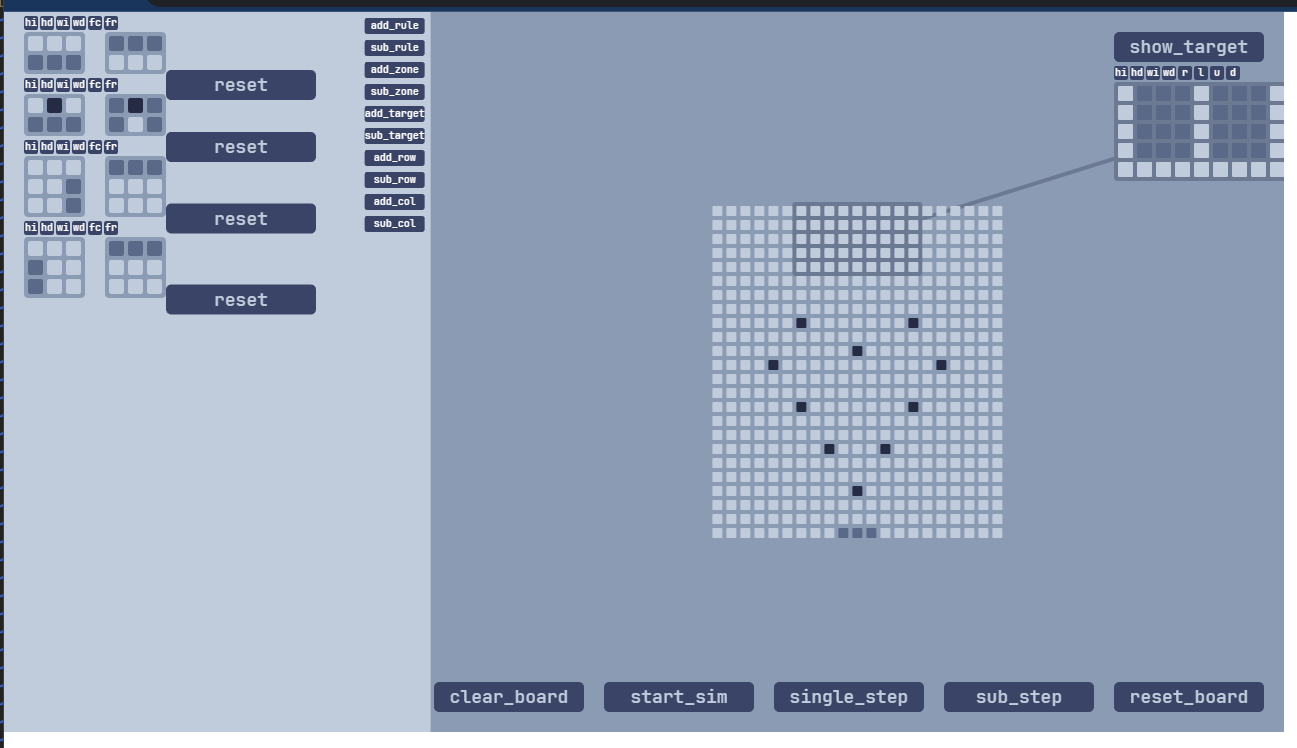 hi hd wi wd fc fr
reset
hi hd wi wd fc fr
reset
hi hd wi wd fc fr
reset
hi hd wi wd fc fr
reset
add_rule
sub_rule
add_zone
sub_zone
add_target
sub_target
add_row
sub_row
add_col
sub_col
show_target
hi hd wi wd r l u d
clear_board start_sim single_step sub_step reset_board